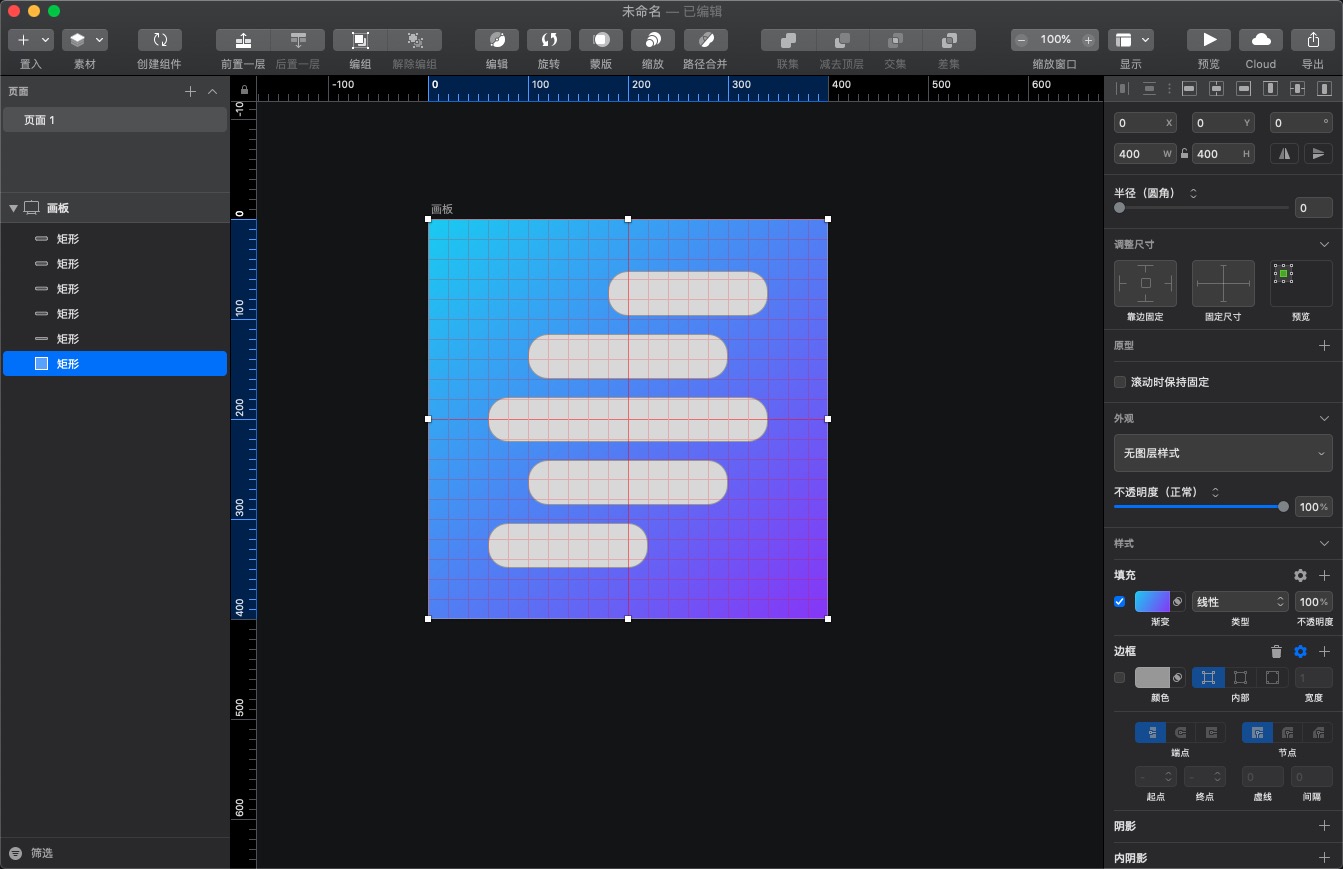 未命名 — 已编辑
置入 素材 创建组件 前置一层 后置一层 编组 解除编组 编辑 旋转 蒙版 缩放 路径合并 联集 减去顶层 交集 差集 100% 缩放窗口 显示 预览 Cloud 导出
页面
页面 1
画板
矩形
矩形
矩形
矩形
矩形
矩形
筛选
-100 0 100 200 300 400 500 600
-10
0
100
200
300
400
500
600
画板
0 X 0 Y 0 °
400 W 400 H
半径（圆角）
0
调整尺寸
靠边固定 固定尺寸 预览
原型
滚动时保持固定
外观
无图层样式
不透明度（正常）
100%
样式
填充
线性 100%
渐变 类型 不透明度
边框
1
颜色 内部 宽度
端点 节点
- - 0 0
起点 终点 虚线 间隔
阴影
内阴影